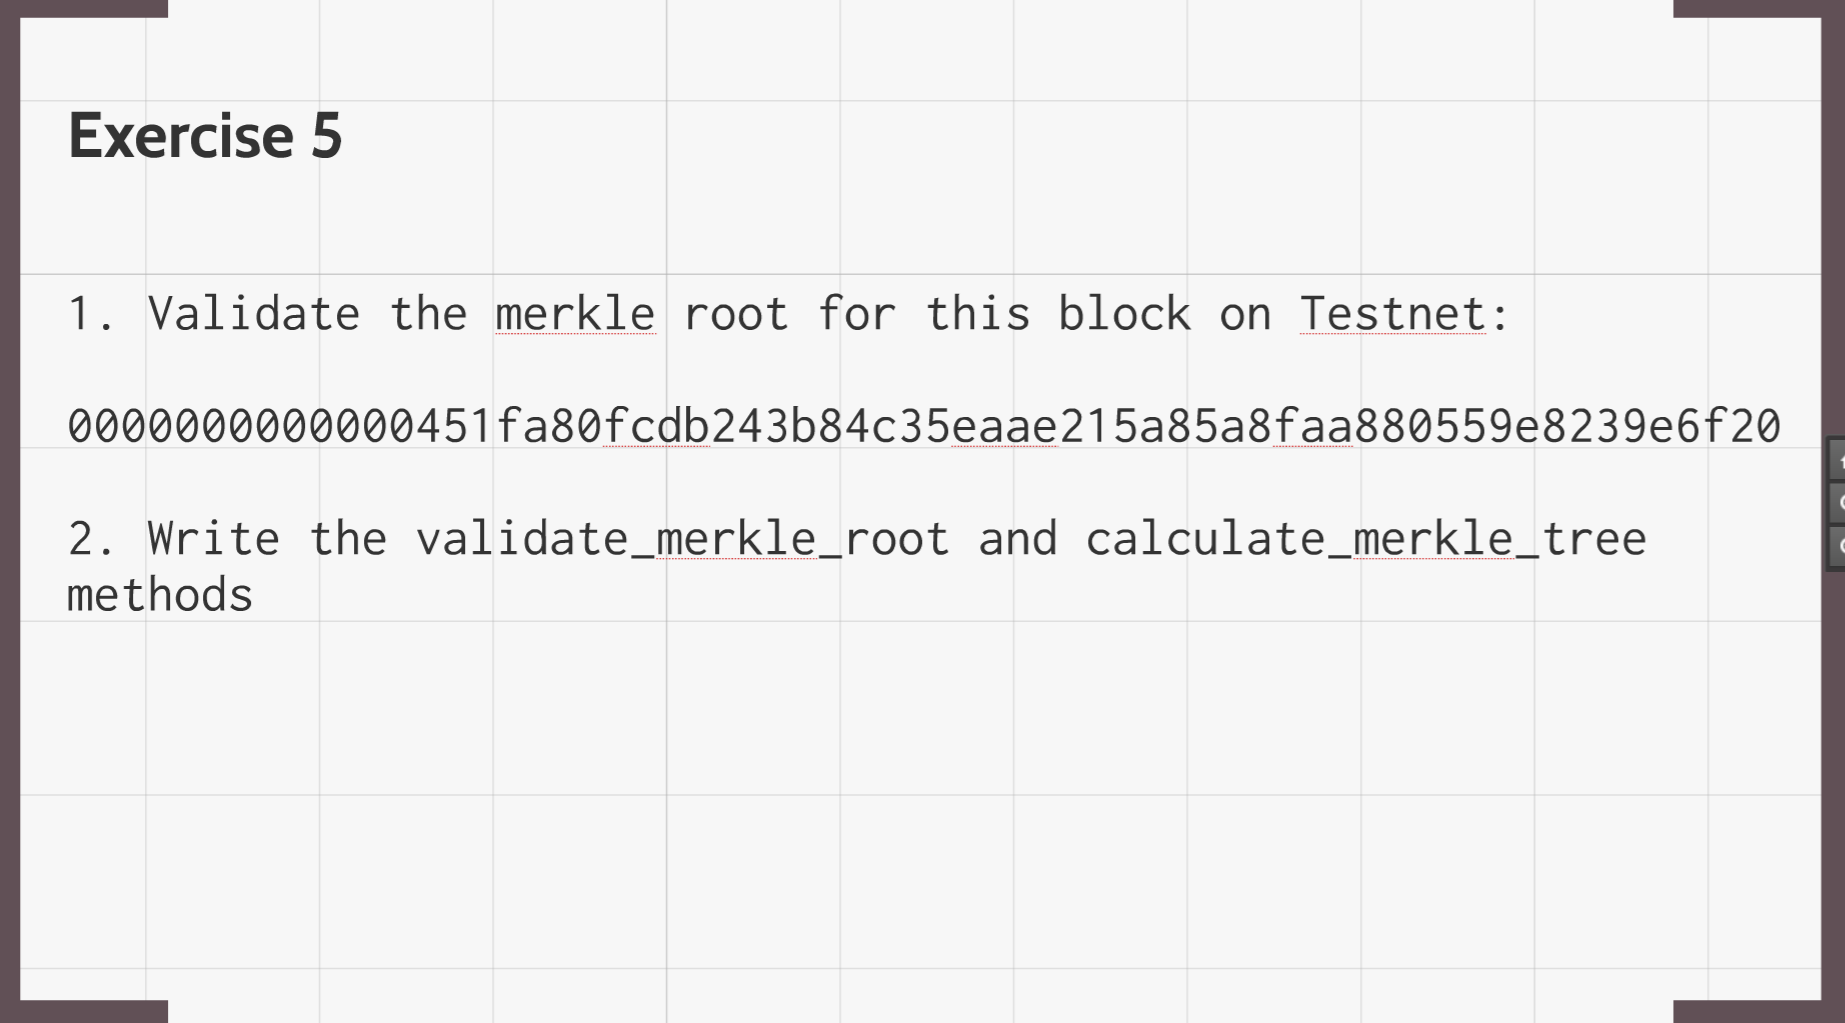 Exercise 5
1. Validate the merkle root for this block on Testnet:
0000000000000451fa80fcdb243b84c35eaae215a85a8faa880559e8239e6f20
2. Write the validate_merkle_root and calculate_merkle_tree
methods